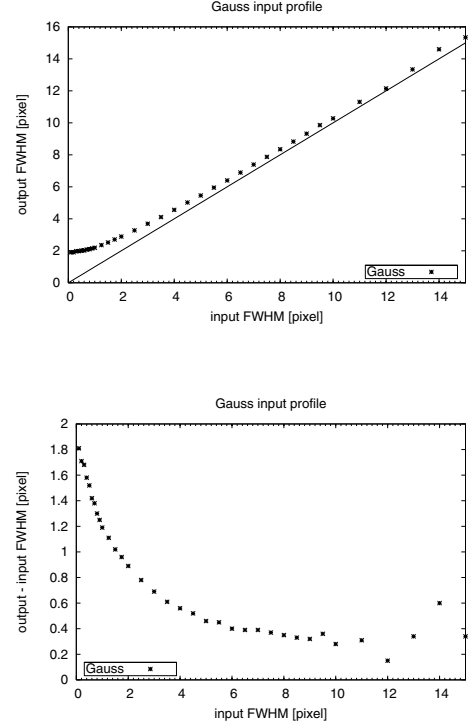 Gauss input profile
16
14
12
10
8
6
4
2
0
output FWHM [pixel]
Gauss
0 2 4 6 8 10 12 14
input FWHM [pixel]
Gauss input profile
2
1.8
1.6
1.4
1.2
1
0.8
0.6
0.4
0.2
0
output - input FWHM [pixel]
Gauss
0 2 4 6 8 10 12 14
input FWHM [pixel]